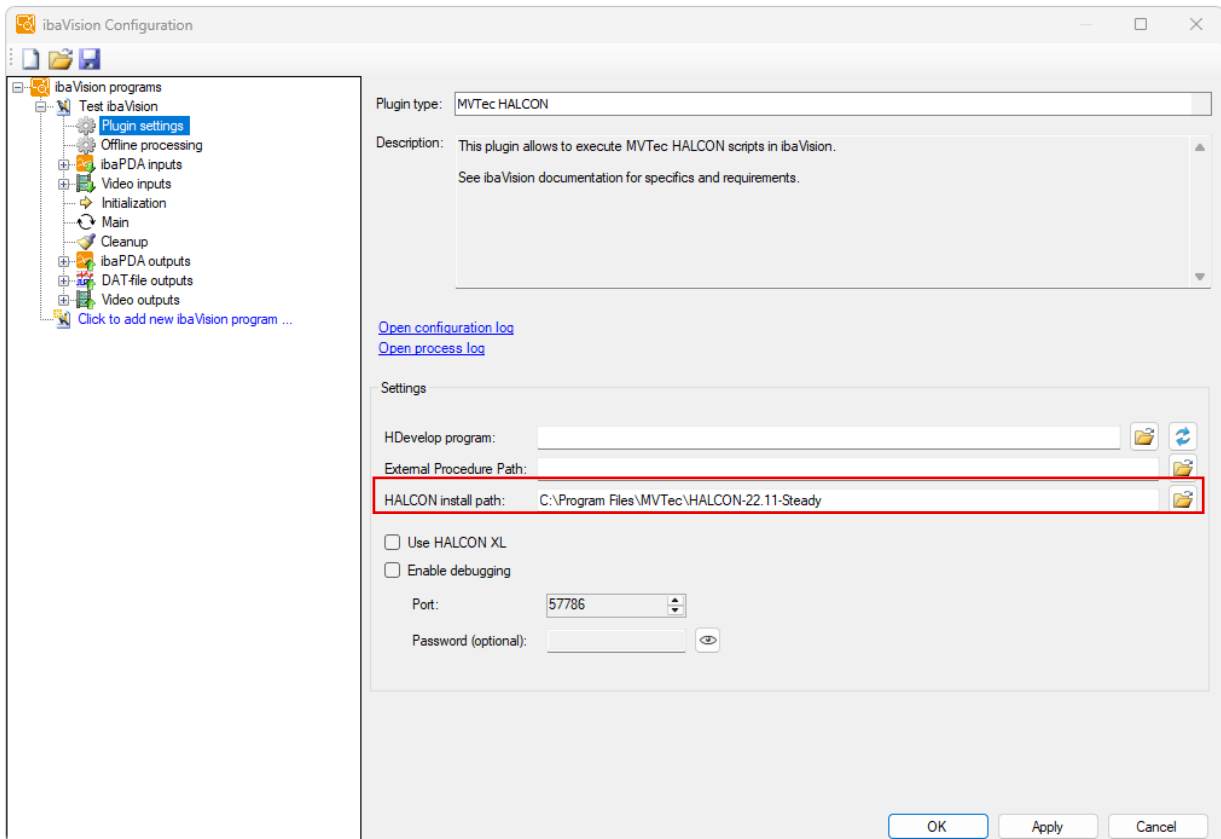 ibaVision Configuration
ibaVision programs
Test ibaVision
Plugin settings
Offline processing
ibaPDA inputs
Video inputs
Initialization
Main
Cleanup
ibaPDA outputs
DAT-file outputs
Video outputs
Click to add new ibaVision program ...
Plugin type: MVTec HALCON
Description: This plugin allows to execute MVTec HALCON scripts in ibaVision.
See ibaVision documentation for specifics and requirements.
Open configuration log
Open process log
Settings
HDevelop program:
External Procedure Path:
HALCON install path: C:\Program Files\MVTec\HALCON-22.11-Steady
Use HALCON XL
Enable debugging
Port: 57786
Password (optional):
OK Apply Cancel